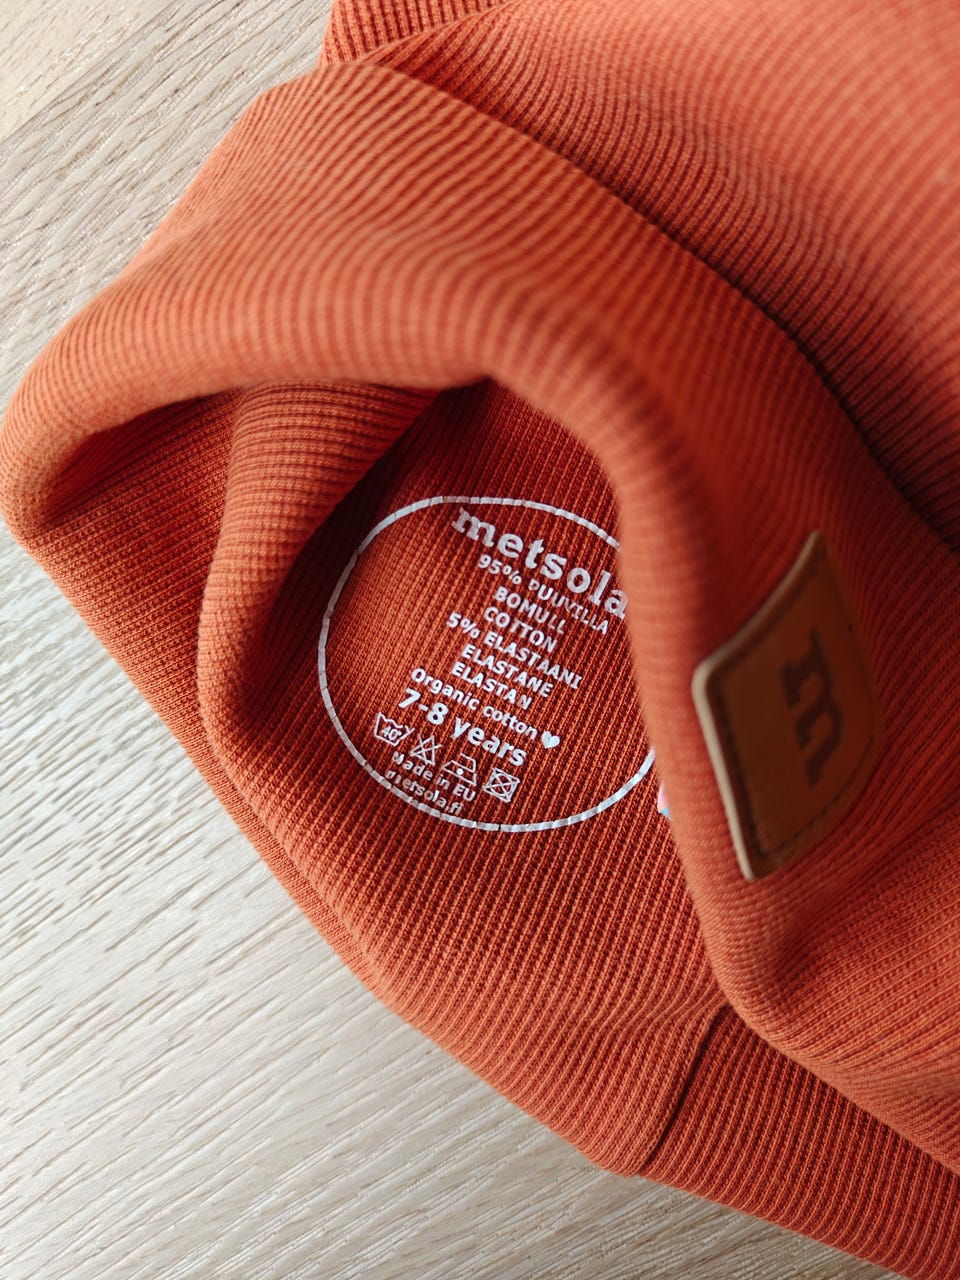 metsola
95% PUUVILLA
BOMULL
COTTON
5% ELASTAANI
ELASTANE
ELASTAN
Organic cotton
7-8 years
40°
Made in EU
metsola.fi
m